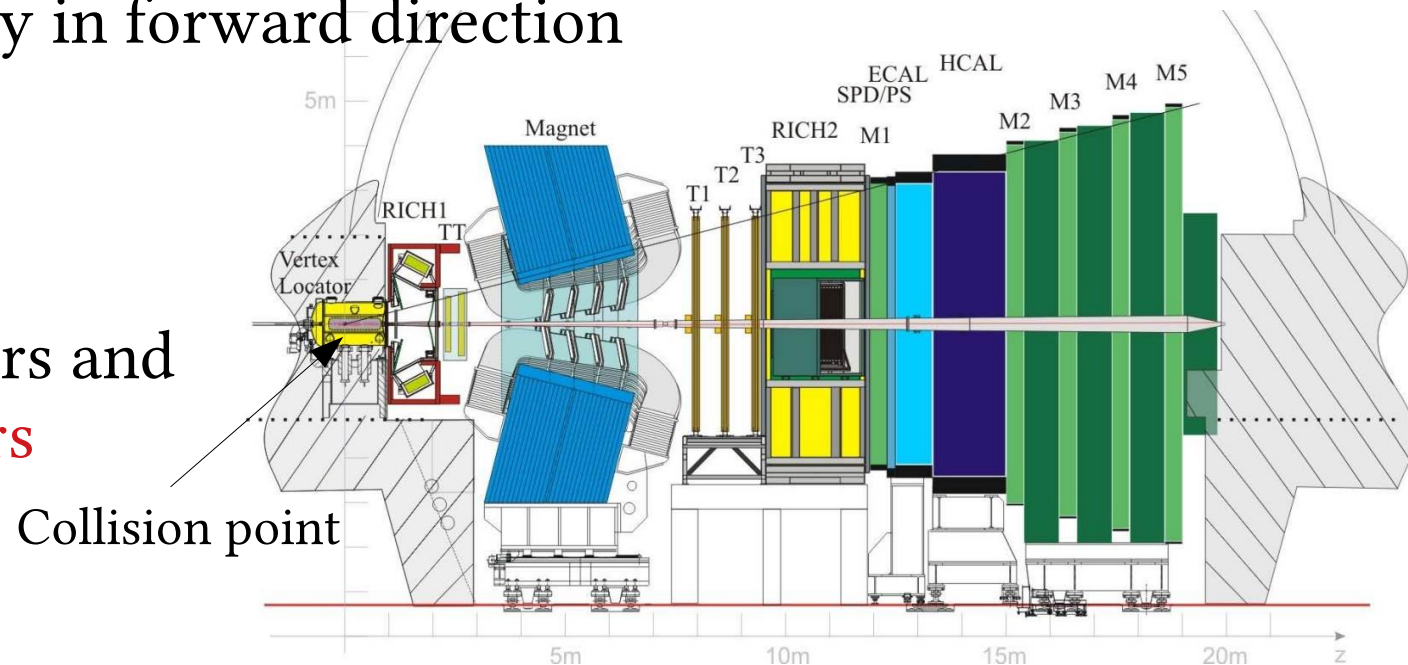 y in forward direction
HCAL
ECAL
SPD/PS
M5
M4
M3
M2
M1
5m
Magnet
RICH2
T3
T2
T1
RICH1
TT
Vertex
Locator
rs and
rs
Collision point
5m
10m
15m
20m
z